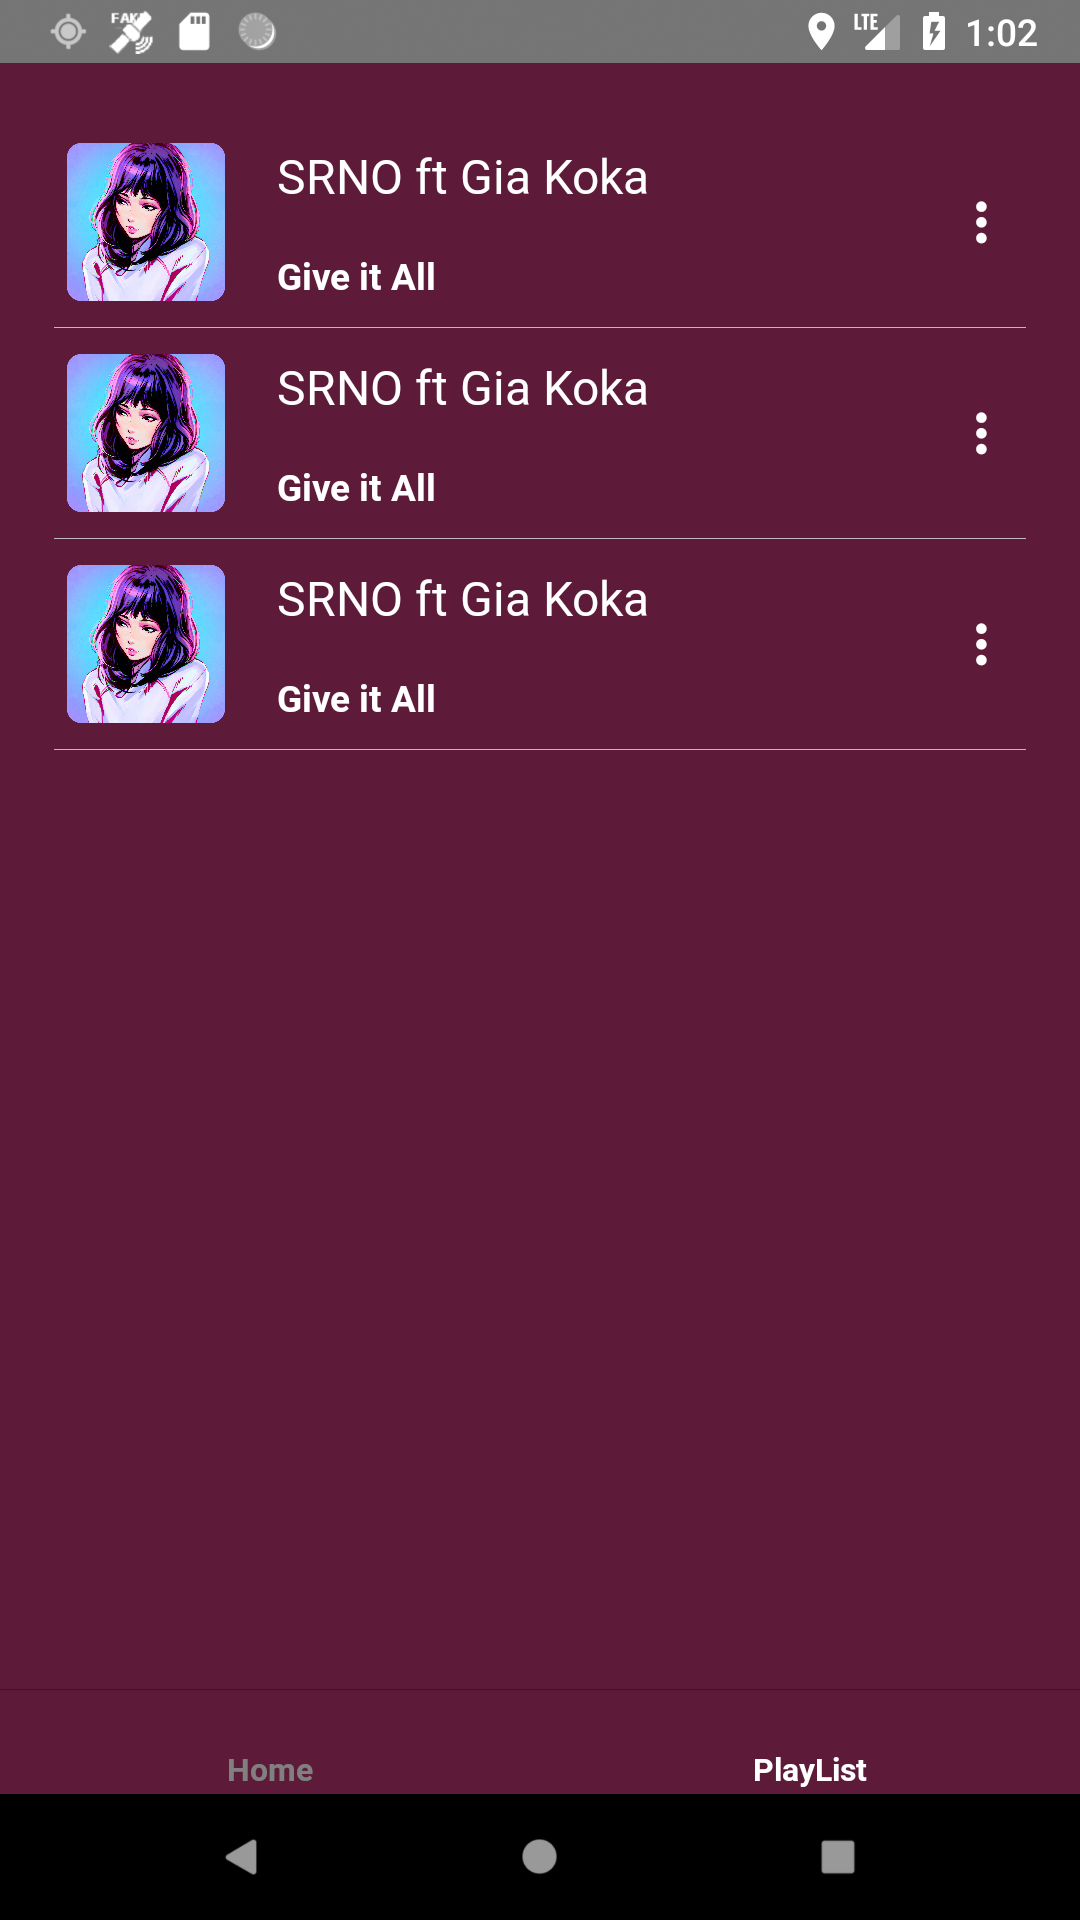 FAKE
LTE 1:02
SRNO ft Gia Koka
Give it All
SRNO ft Gia Koka
Give it All
SRNO ft Gia Koka
Give it All
Home PlayList